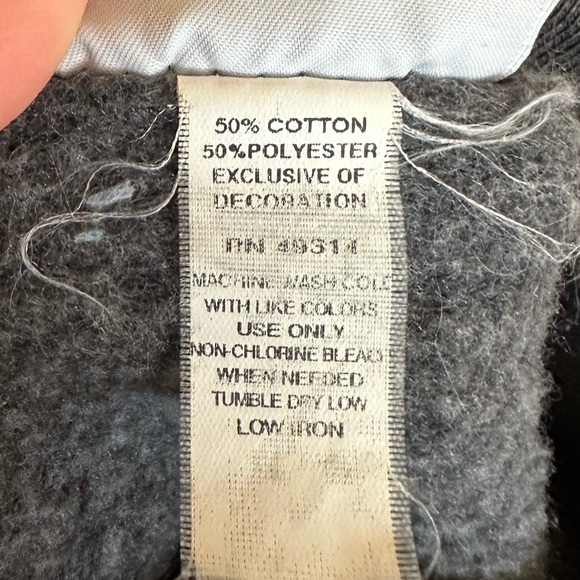 50% COTTON
50%POLYESTER
EXCLUSIVE OF
DECORATION
RN 49314
MACHINE WASH COLD
WITH LIKE COLORS
USE ONLY
NON-CHLORINE BLEACH
WHEN NEEDED
TUMBLE DRY LOW
LOW IRON